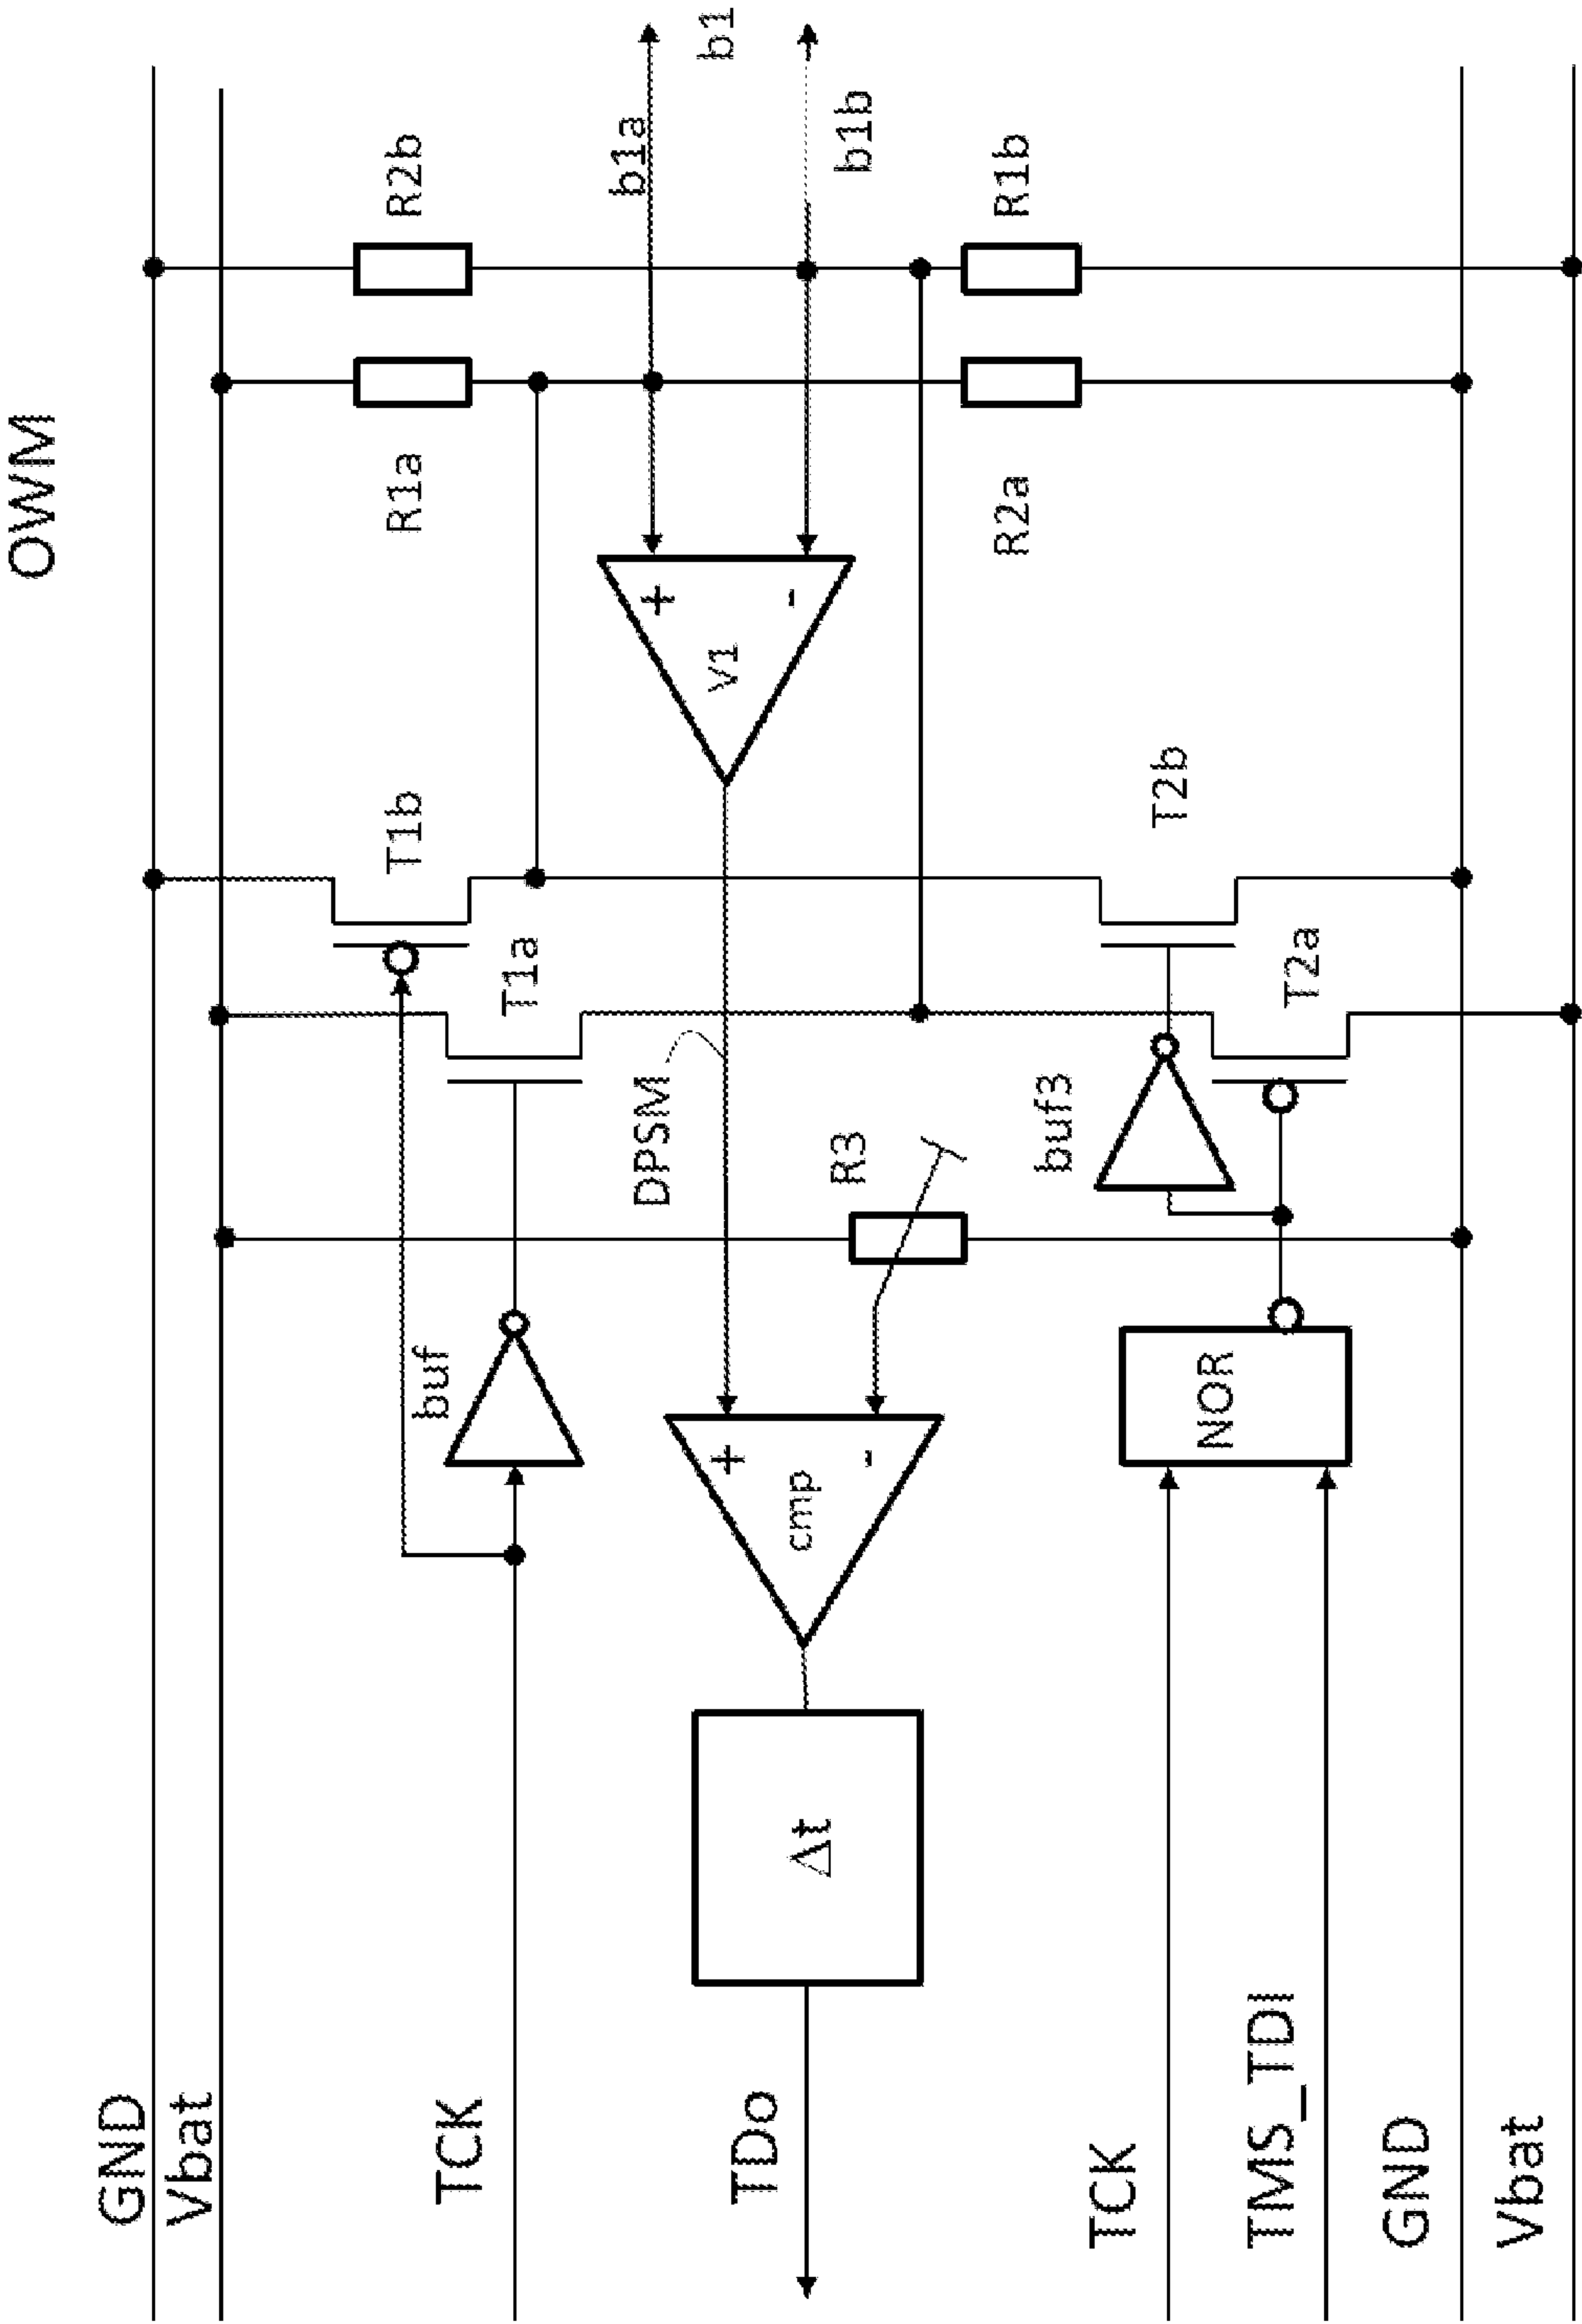 OWM
GND
Vbat
TCK
buf
T1b
T1a
R1a
R2b
b1a
b1
b1b
TDo
Δt
cmp
+
-
DPSM
V1
+
-
R3
TCK
TMS_TDI
NOR
buf3
T2b
T2a
R2a
R1b
GND
Vbat